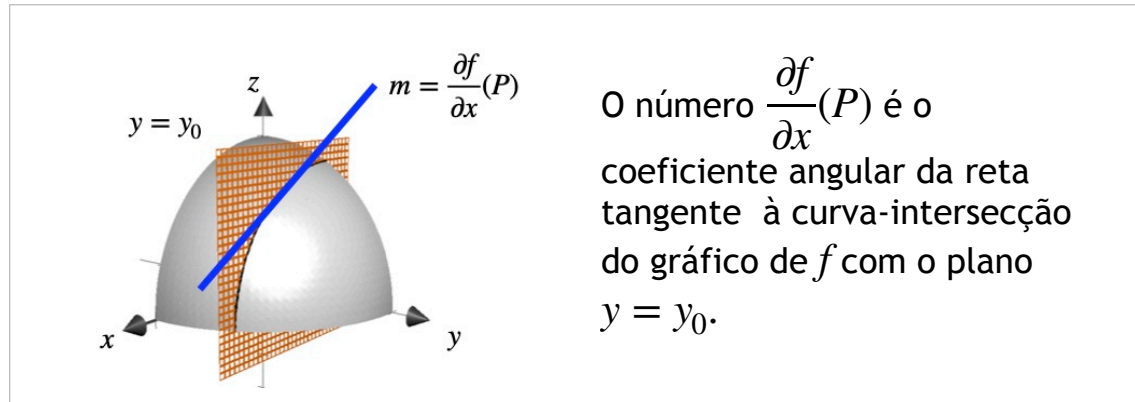 z
m = ∂f/∂x (P)
y = y₀
x
y
O número ∂f/∂x (P) é o
coeficiente angular da reta
tangente à curva-intersecção
do gráfico de f com o plano
y = y₀.